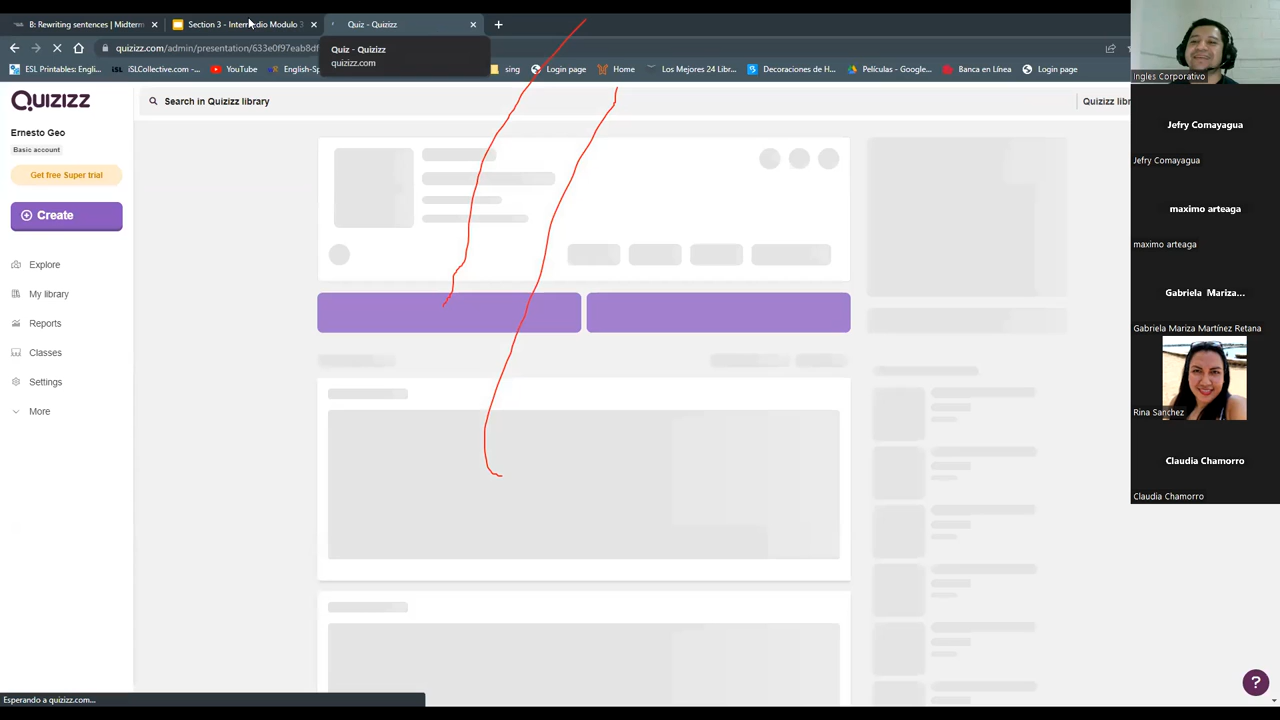 B: Rewriting sentences | Midterm
Section 3 - Intermedio Modulo 3
Quiz - Quizizz
quizizz.com/admin/presentation/633e0f97eab8df
Quiz - Quizizz
quizizz.com
ESL Printables: Engl...
iSLCollective.com -...
YouTube
English-Sp
sing
Login page
Home
Los Mejores 24 Libr...
Decoraciones de H...
Películas - Google...
Banca en Línea
Login page
QUIZIZZ
Search in Quizizz library
Quizizz libr
Ernesto Geo
Basic account
Get free Super trial
Create
Explore
My library
Reports
Classes
Settings
More
Esperando a quizizz.com...
?
Ingles Corporativo
Jefry Comayagua
Jefry Comayagua
maximo arteaga
maximo arteaga
Gabriela Mariza...
Gabriela Mariza Martínez Retana
Rina Sanchez
Claudia Chamorro
Claudia Chamorro